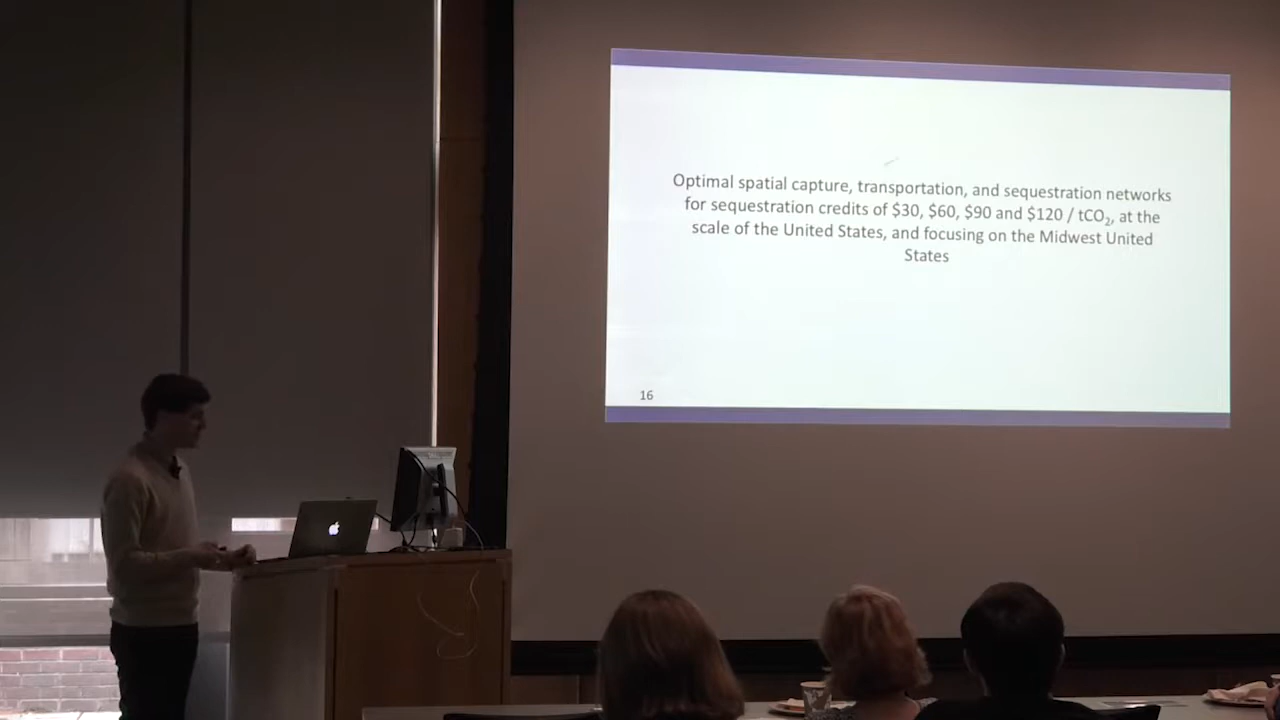 Optimal spatial capture, transportation, and sequestration networks
for sequestration credits of $30, $60, $90 and $120 / tCO₂, at the
scale of the United States, and focusing on the Midwest United
States
16